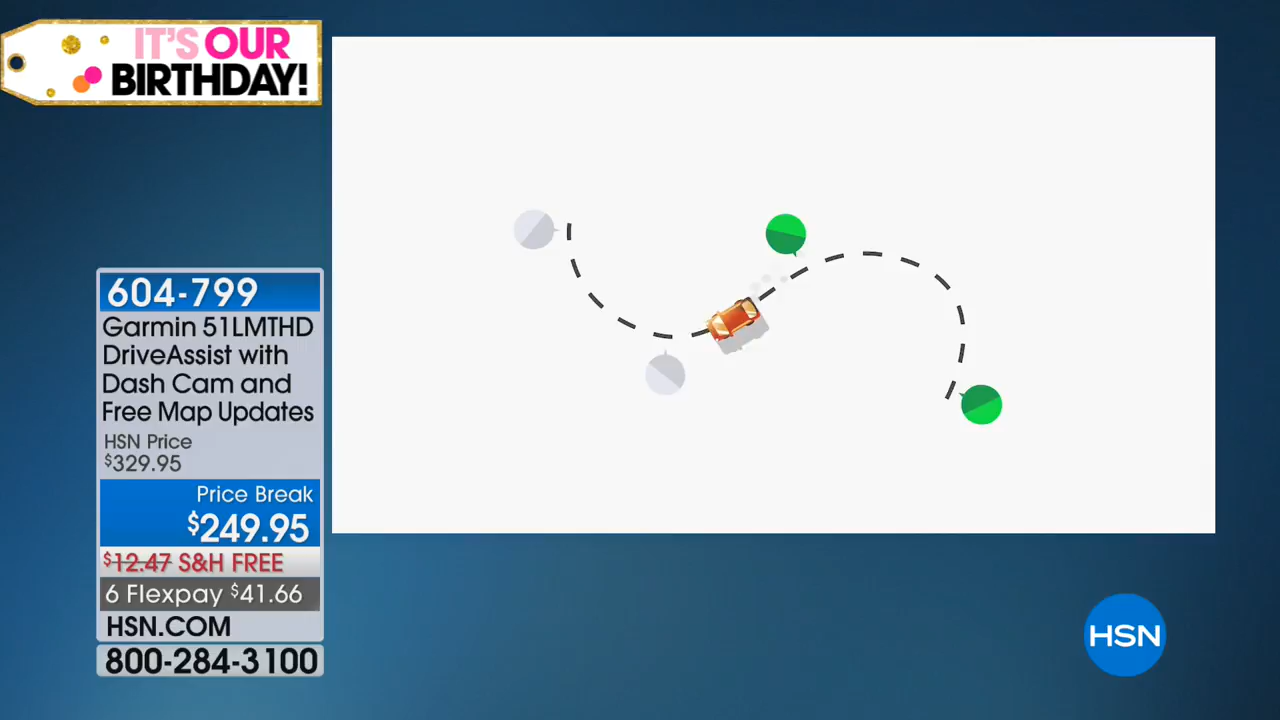 IT'S OUR
BIRTHDAY!
604-799
Garmin 51LMTHD
DriveAssist with
Dash Cam and
Free Map Updates
HSN Price
$329.95
Price Break
$249.95
$12.47 S&H FREE
6 Flexpay $41.66
HSN.COM
800-284-3100
HSN